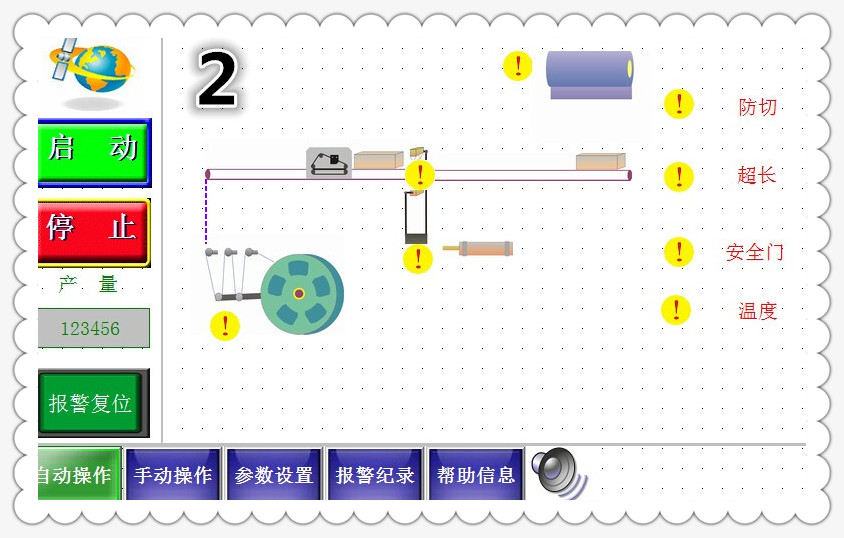 2
防切
启 动
超长
停 止
安全门
产 量
温度
123456
报警复位
自动操作 手动操作 参数设置 报警纪录 帮助信息